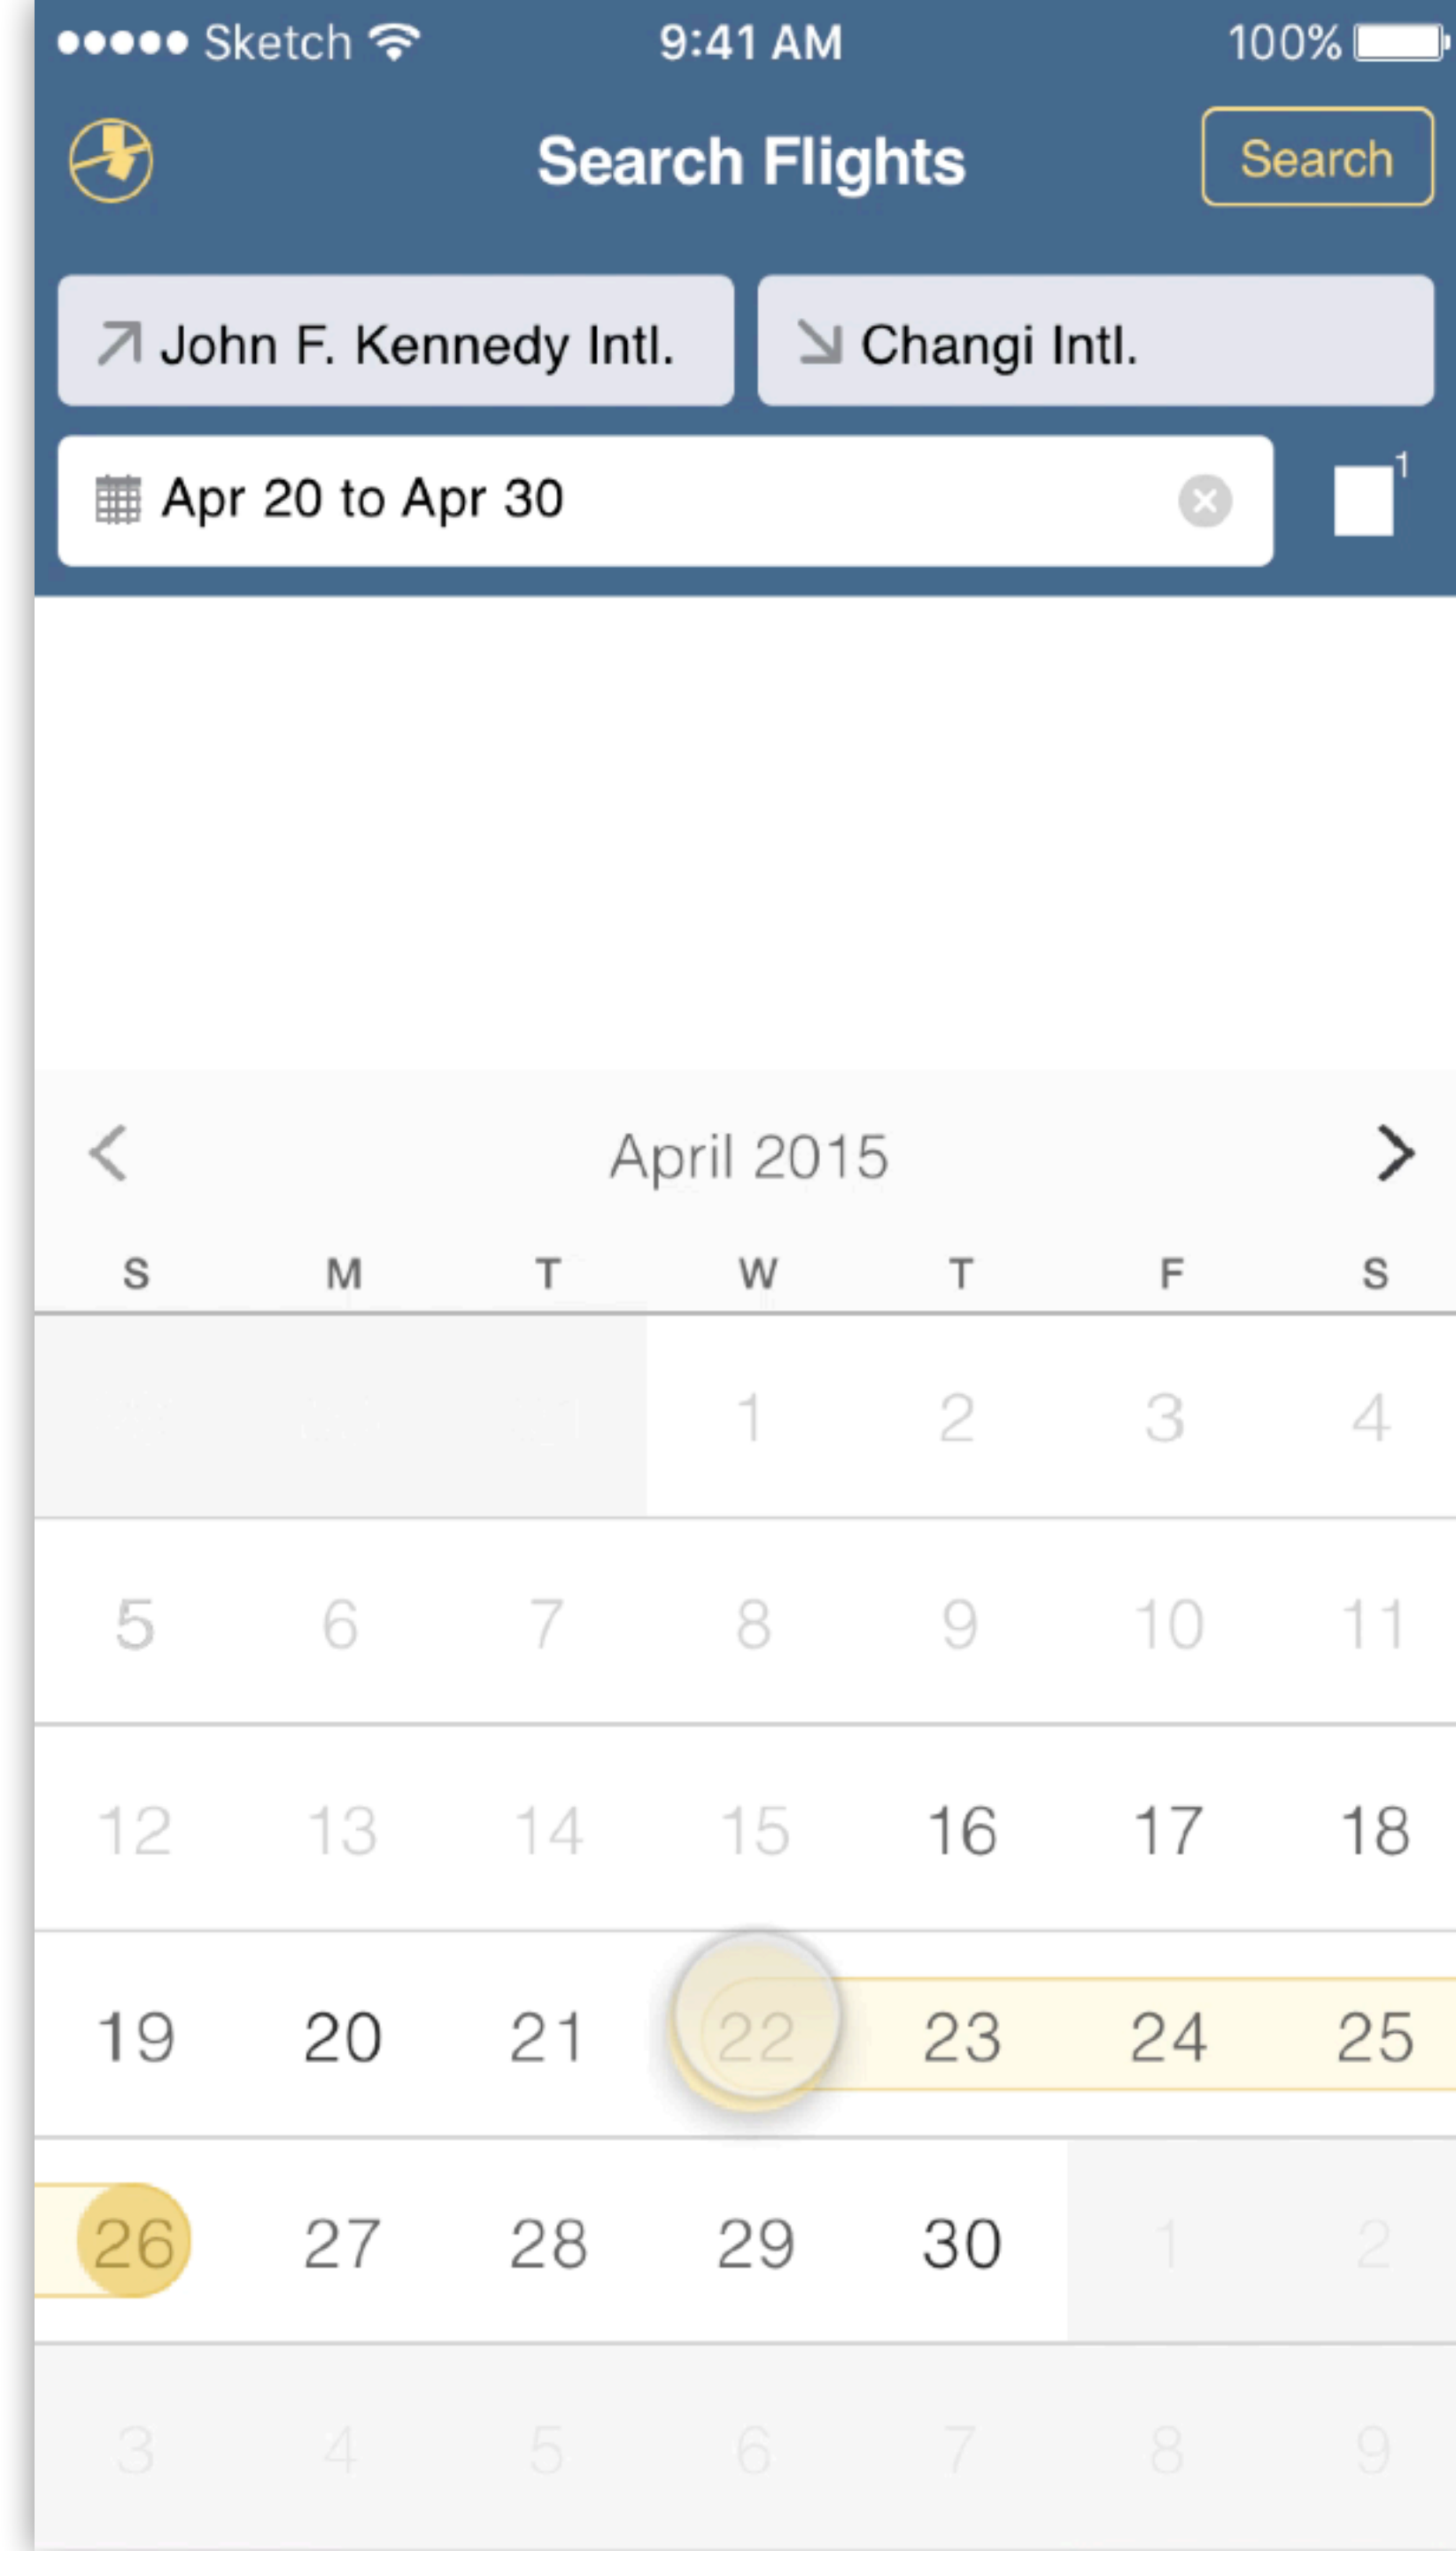 Sketch 9:41 AM 100%
Search Flights Search
John F. Kennedy Intl. Changi Intl.
Apr 20 to Apr 30 1
April 2015
S M T W T F S
1 2 3 4
5 6 7 8 9 10 11
12 13 14 15 16 17 18
19 20 21 22 23 24 25
26 27 28 29 30 1 2
3 4 5 6 7 8 9